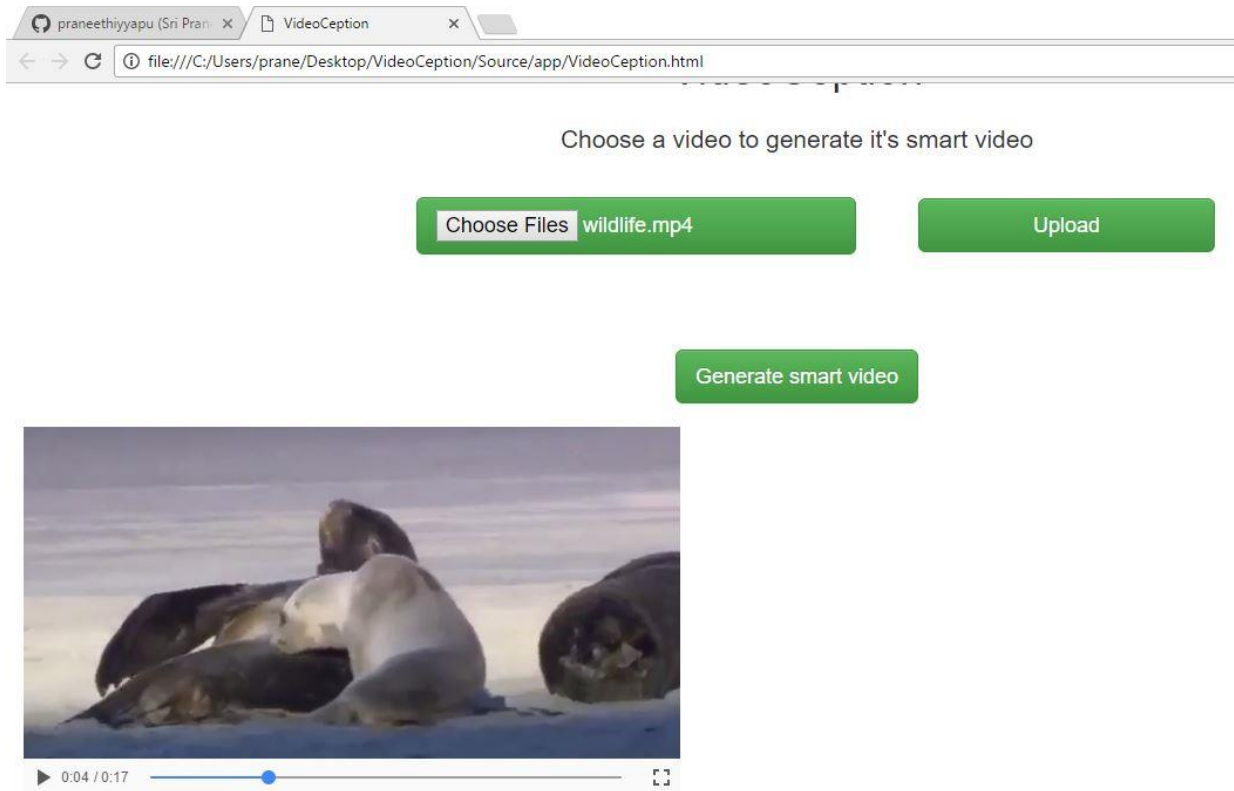 praneethiyyapu (Sri Pran
VideoCeption
file:///C:/Users/prane/Desktop/VideoCeption/Source/app/VideoCeption.html
Choose a video to generate it's smart video
Choose Files wildlife.mp4
Upload
Generate smart video
0:04 / 0:17